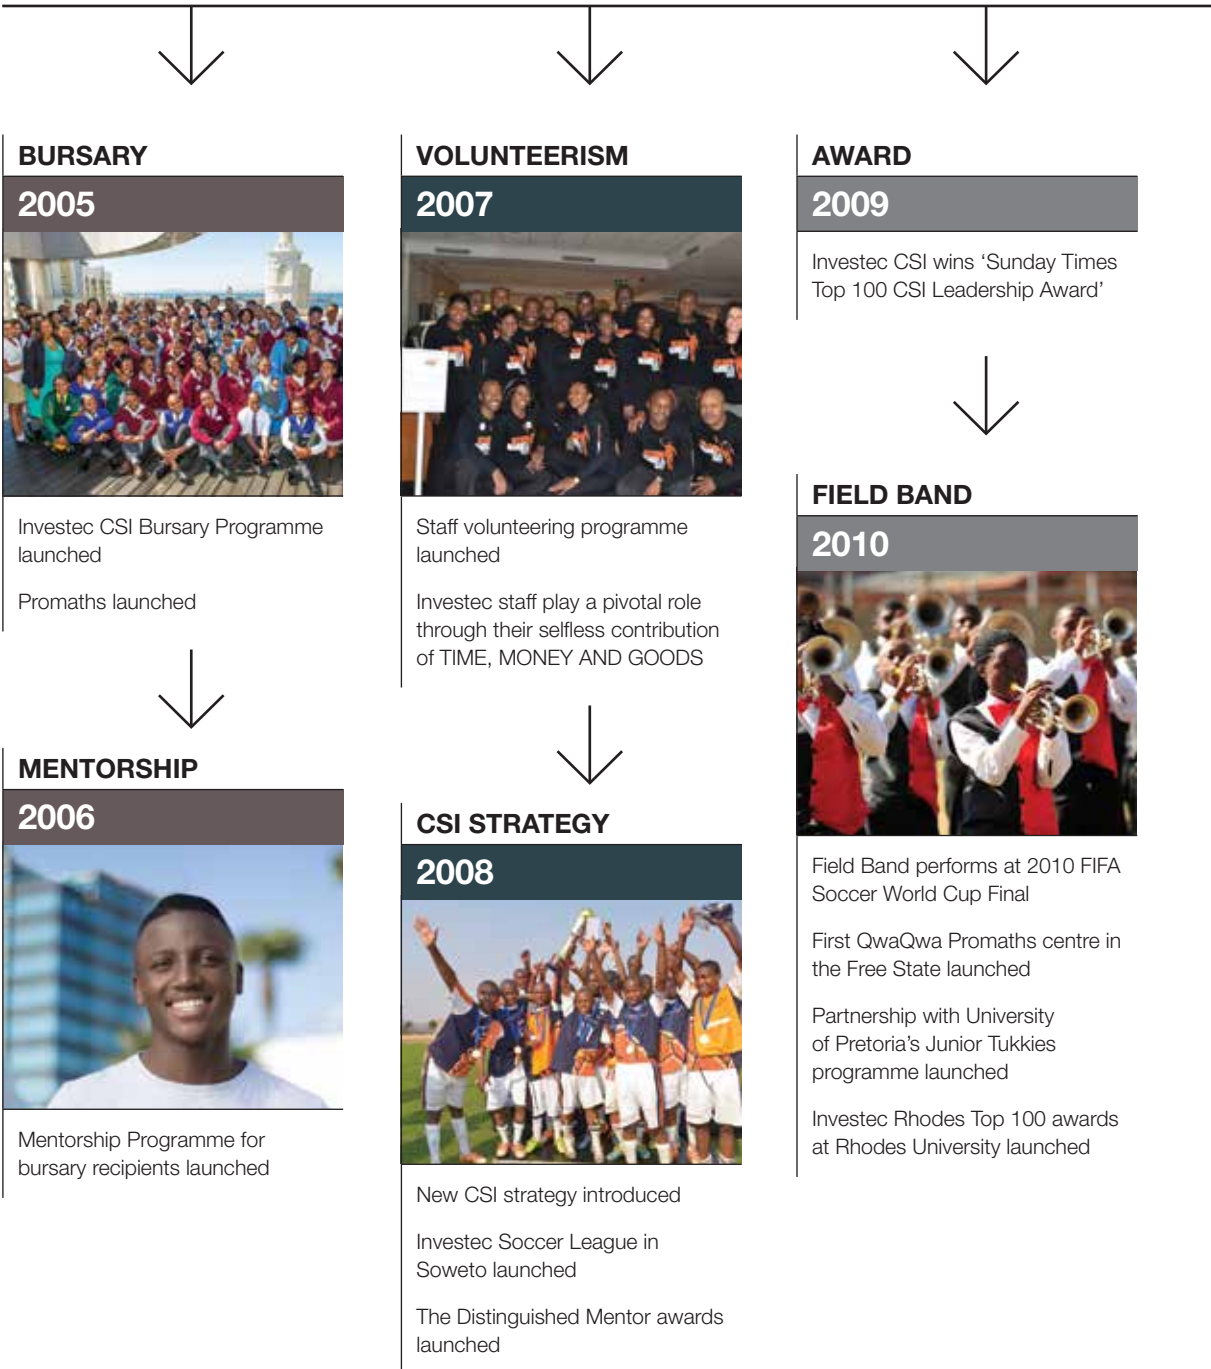 BURSARY
2005
Investec CSI Bursary Programme
launched
Promaths launched
MENTORSHIP
2006
Mentorship Programme for
bursary recipients launched
VOLUNTEERISM
2007
Staff volunteering programme
launched
Investec staff play a pivotal role
through their selfless contribution
of TIME, MONEY AND GOODS
CSI STRATEGY
2008
New CSI strategy introduced
Investec Soccer League in
Soweto launched
The Distinguished Mentor awards
launched
AWARD
2009
Investec CSI wins ‘Sunday Times
Top 100 CSI Leadership Award’
FIELD BAND
2010
Field Band performs at 2010 FIFA
Soccer World Cup Final
First QwaQwa Promaths centre in
the Free State launched
Partnership with University
of Pretoria’s Junior Tukkies
programme launched
Investec Rhodes Top 100 awards
at Rhodes University launched